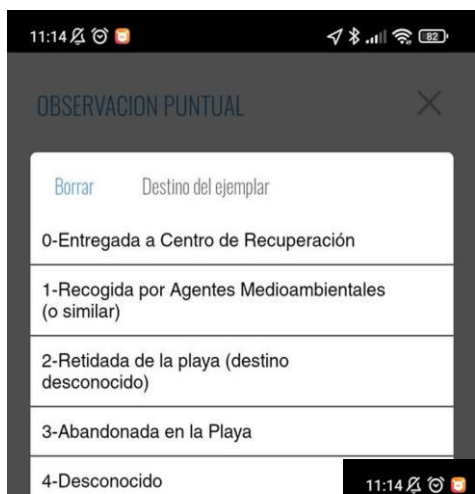 11:14
82
OBSERVACION PUNTUAL
Borrar Destino del ejemplar
0-Entregada a Centro de Recuperación
1-Recogida por Agentes Medioambientales
(o similar)
2-Retidada de la playa (destino
desconocido)
3-Abandonada en la Playa
4-Desconocido
11:14